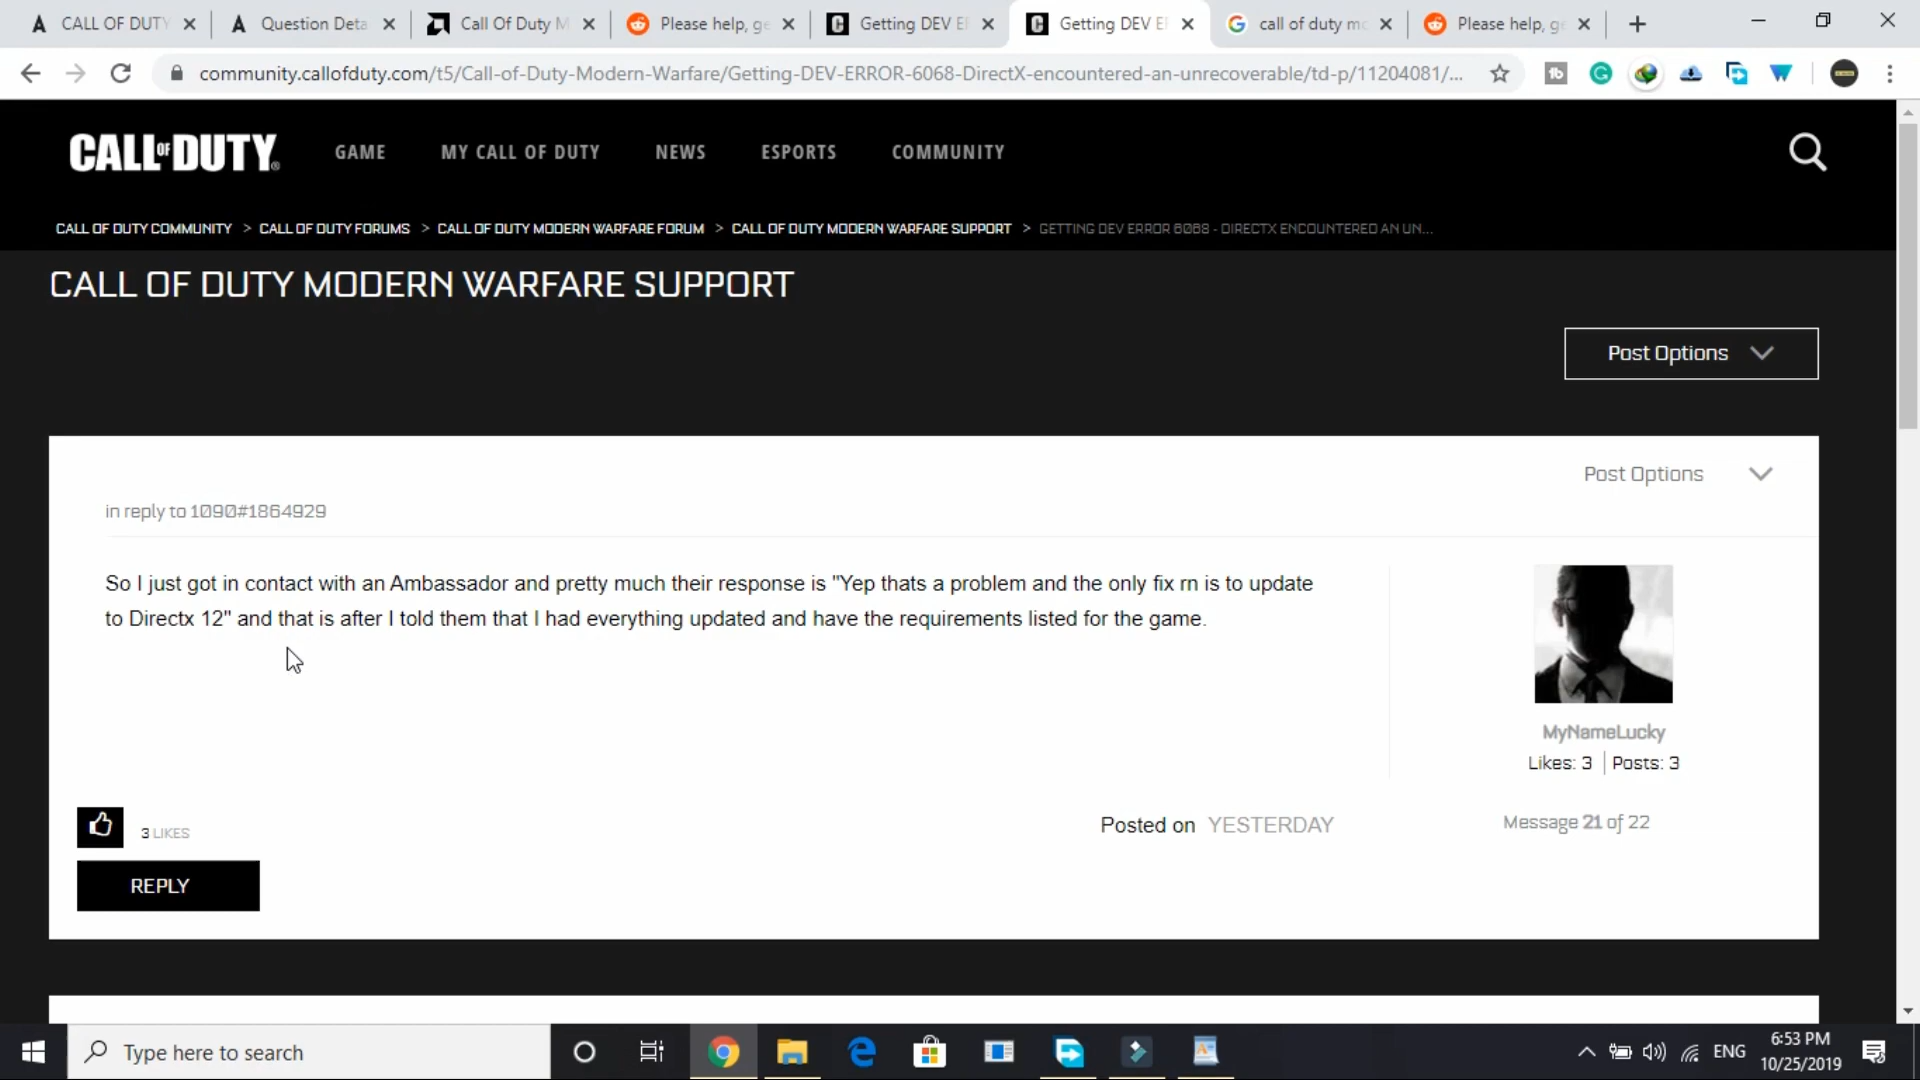 CALL OF DUTY
Question Deta
Call Of Duty M
Please help, ge
Getting DEV E
Getting DEV E
call of duty mo
Please help, ge
community.callofduty.com/t5/Call-of-Duty-Modern-Warfare/Getting-DEV-ERROR-6068-DirectX-encountered-an-unrecoverable/td-p/11204081/...
CALL OF DUTY
GAME
MY CALL OF DUTY
NEWS
ESPORTS
COMMUNITY
CALL OF DUTY COMMUNITY > CALL OF DUTY FORUMS > CALL OF DUTY MODERN WARFARE FORUM > CALL OF DUTY MODERN WARFARE SUPPORT > GETTING DEV ERROR 6068 - DIRECTX ENCOUNTERED AN UN...
CALL OF DUTY MODERN WARFARE SUPPORT
Post Options
Post Options
in reply to 1090#1864929
So I just got in contact with an Ambassador and pretty much their response is "Yep thats a problem and the only fix rn is to update
to Directx 12" and that is after I told them that I had everything updated and have the requirements listed for the game.
MyNameLucky
Likes: 3 | Posts: 3
3 LIKES
Posted on YESTERDAY
Message 21 of 22
REPLY
Type here to search
ENG
6:53 PM
10/25/2019